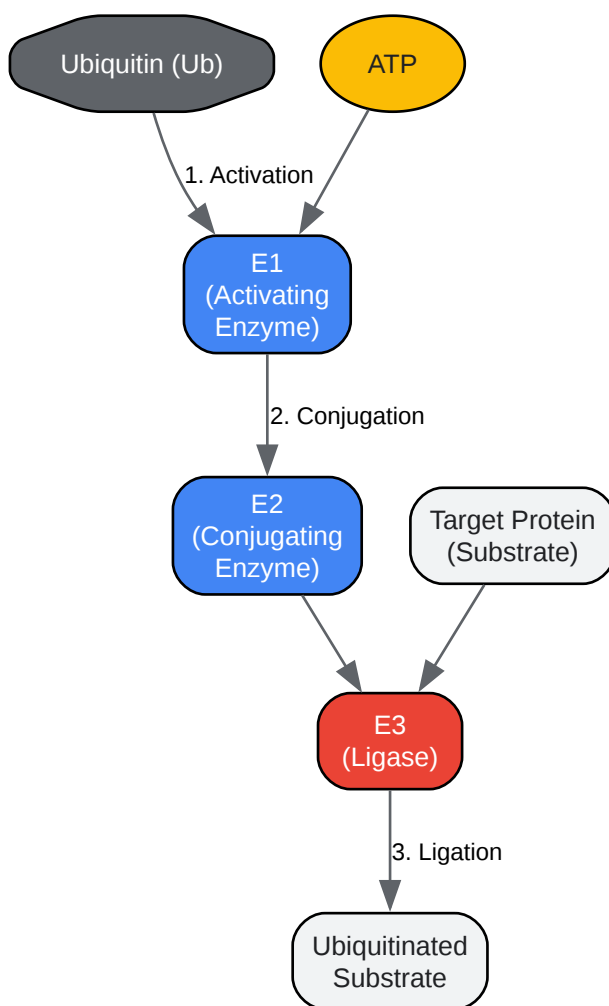 Ubiquitin (Ub)
ATP
1. Activation
E1
(Activating
Enzyme)
2. Conjugation
E2
(Conjugating
Enzyme)
Target Protein
(Substrate)
E3
(Ligase)
3. Ligation
Ubiquitinated
Substrate